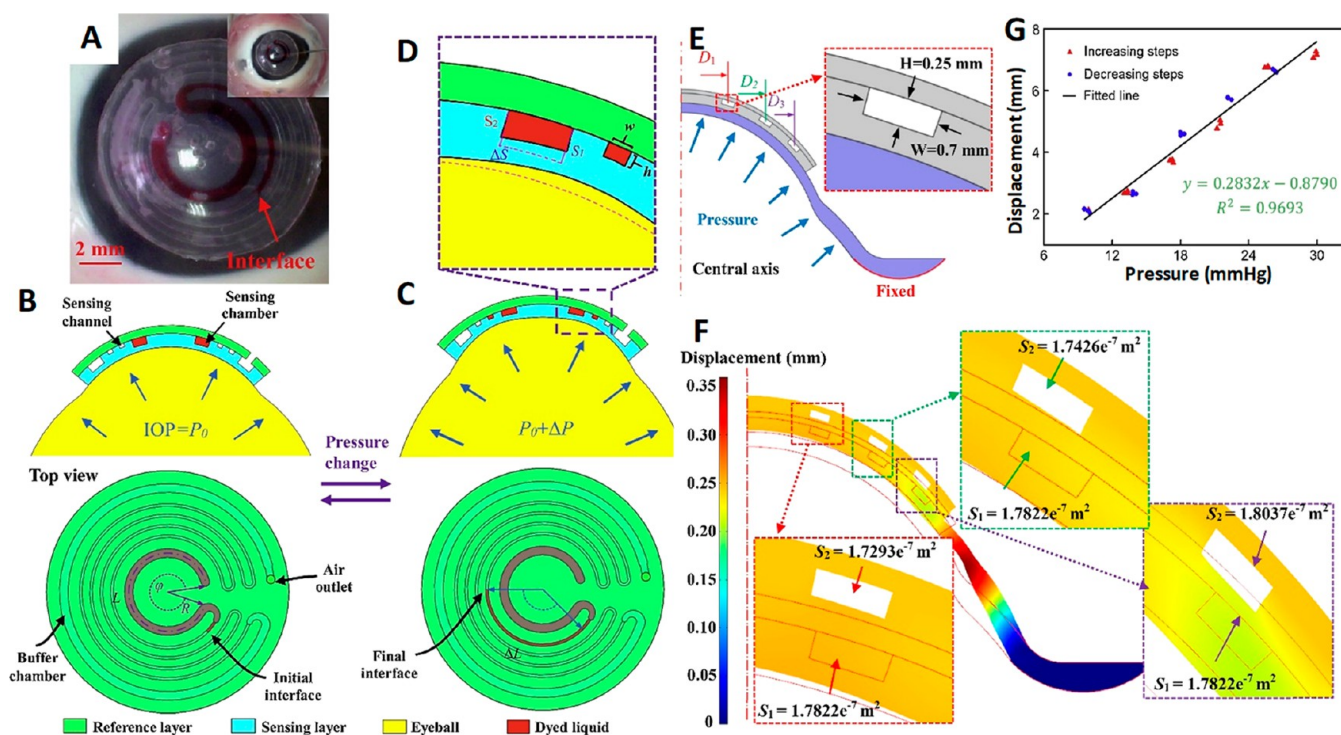 A
2 mm
Interface
B
Sensing
channel
Sensing
chamber
IOP=P₀
Top view
L
φ
R
Air
outlet
Buffer
chamber
Initial
interface
Pressure
change
C
P₀+ΔP
Final
interface
ΔL
Reference layer
Sensing layer
Eyeball
Dyed liquid
D
S₂
S₁
ΔS
w
h
E
D₁
D₂
D₃
H=0.25 mm
W=0.7 mm
Pressure
Central axis
Fixed
F
Displacement (mm)
0.35
0.30
0.25
0.20
0.15
0.10
0.05
0
S₂ = 1.7426e⁻⁷ m²
S₁ = 1.7822e⁻⁷ m²
S₂ = 1.7293e⁻⁷ m²
S₁ = 1.7822e⁻⁷ m²
S₂ = 1.8037e⁻⁷ m²
S₁ = 1.7822e⁻⁷ m²
G
Displacement (mm)
8
6
4
2
Increasing steps
Decreasing steps
Fitted line
y = 0.2832x − 0.8790
R² = 0.9693
6
12
18
24
30
Pressure (mmHg)